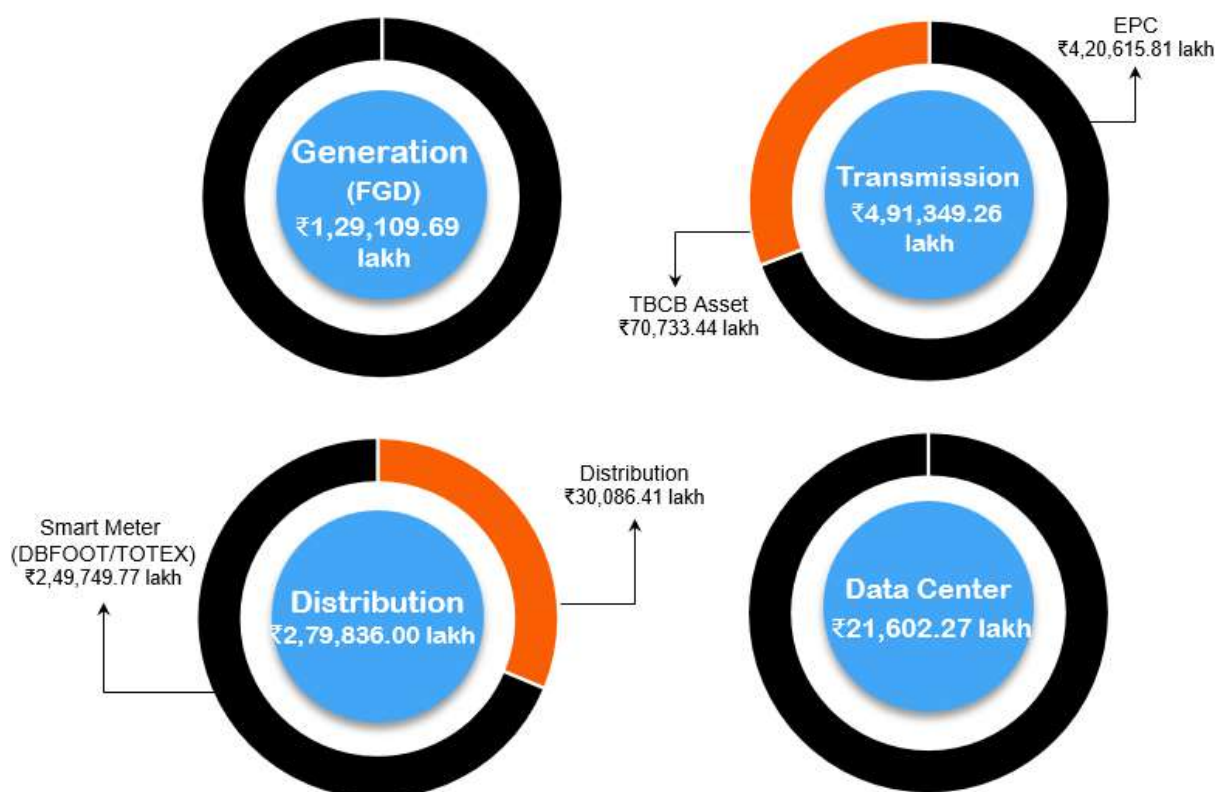 Generation
(FGD)
₹1,29,109.69
lakh
EPC
₹4,20,615.81 lakh
Transmission
₹4,91,349.26
lakh
TBCB Asset
₹70,733.44 lakh
Distribution
₹30,086.41 lakh
Smart Meter
(DBFOOT/TOTEX)
₹2,49,749.77 lakh
Distribution
₹2,79,836.00 lakh
Data Center
₹21,602.27 lakh